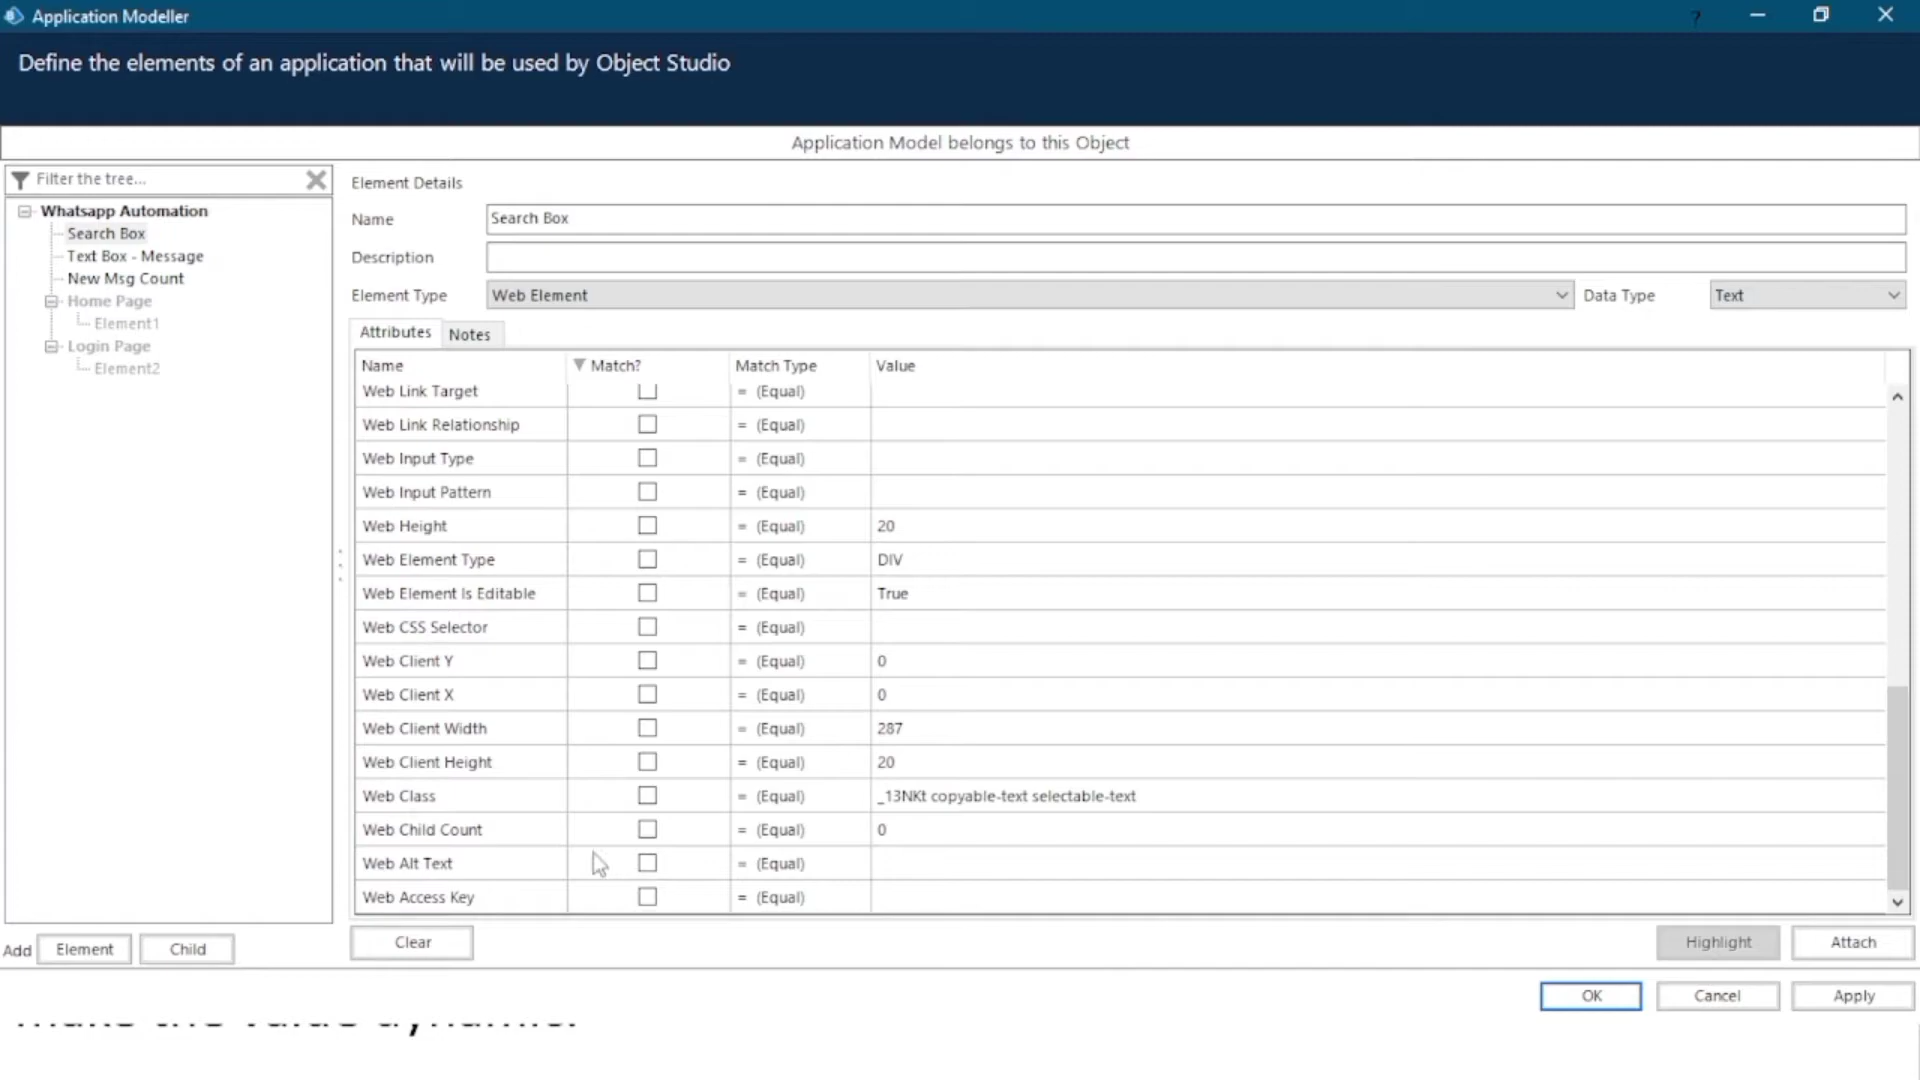 Application Modeller
?
Define the elements of an application that will be used by Object Studio
Application Model belongs to this Object
Filter the tree...
Whatsapp Automation
Search Box
Text Box - Message
New Msg Count
Home Page
Element1
Login Page
Element2
Add Element Child
Element Details
Name Search Box
Description
Element Type Web Element Data Type Text
Attributes Notes
Name Match? Match Type Value
Web Link Target = (Equal)
Web Link Relationship = (Equal)
Web Input Type = (Equal)
Web Input Pattern = (Equal)
Web Height = (Equal) 20
Web Element Type = (Equal) DIV
Web Element Is Editable = (Equal) True
Web CSS Selector = (Equal)
Web Client Y = (Equal) 0
Web Client X = (Equal) 0
Web Client Width = (Equal) 287
Web Client Height = (Equal) 20
Web Class = (Equal) _13NKt copyable-text selectable-text
Web Child Count = (Equal) 0
Web Alt Text = (Equal)
Web Access Key = (Equal)
Clear Highlight Attach
OK Cancel Apply
make the value dynamic.